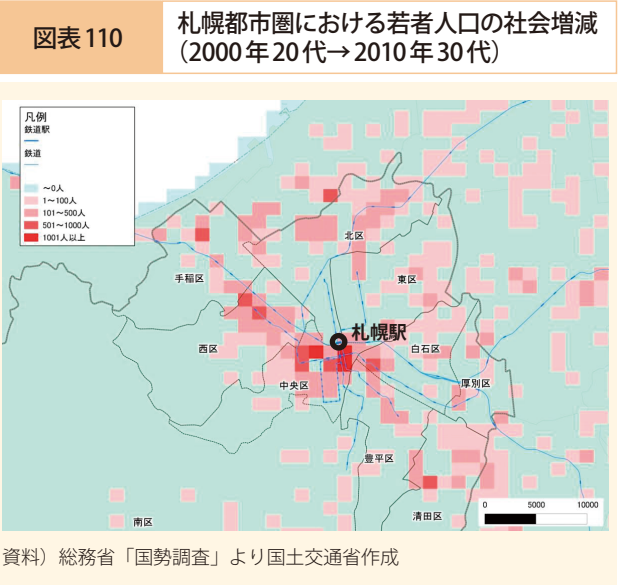 図表110
札幌都市圏における若者人口の社会増減
（2000年20代→2010年30代）
凡例
鉄道駅
鉄道
～0人
1～100人
101～500人
501～1000人
1001人以上
北区
手稲区
東区
札幌駅
西区
白石区
中央区
厚別区
豊平区
0 5000 10000
南区
清田区
資料）総務省「国勢調査」より国土交通省作成